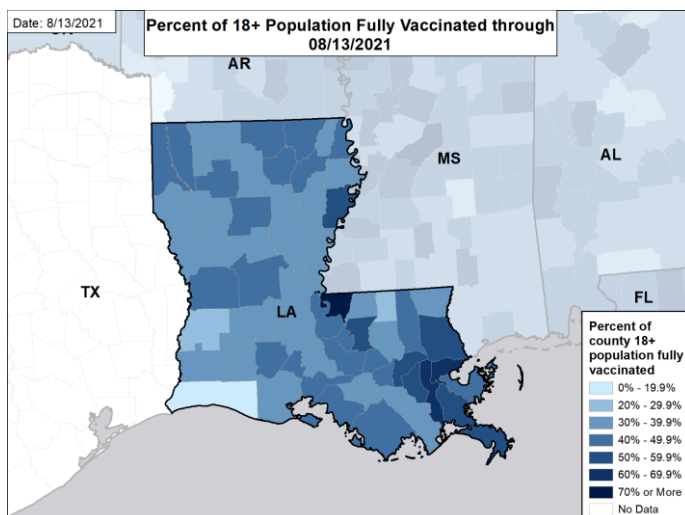 Date: 8/13/2021
Percent of 18+ Population Fully Vaccinated through
08/13/2021
AR
MS
AL
TX
LA
FL
Percent of
county 18+
population fully
vaccinated
0% - 19.9%
20% - 29.9%
30% - 39.9%
40% - 49.9%
50% - 59.9%
60% - 69.9%
70% or More
No Data